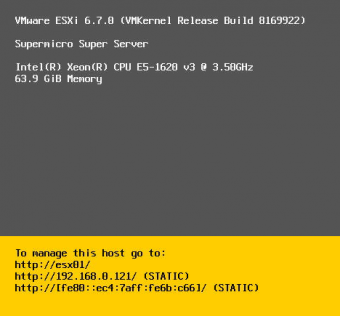 VMware ESXi 6.7.0 (VMKernel Release Build 8169922)
Supermicro Super Server
Intel(R) Xeon(R) CPU E5-1620 v3 @ 3.50GHz
63.9 GiB Memory
To manage this host go to:
http://esx01/
http://192.168.0.121/ (STATIC)
http://[fe80::ec4:7aff:fe6b:c66]/ (STATIC)